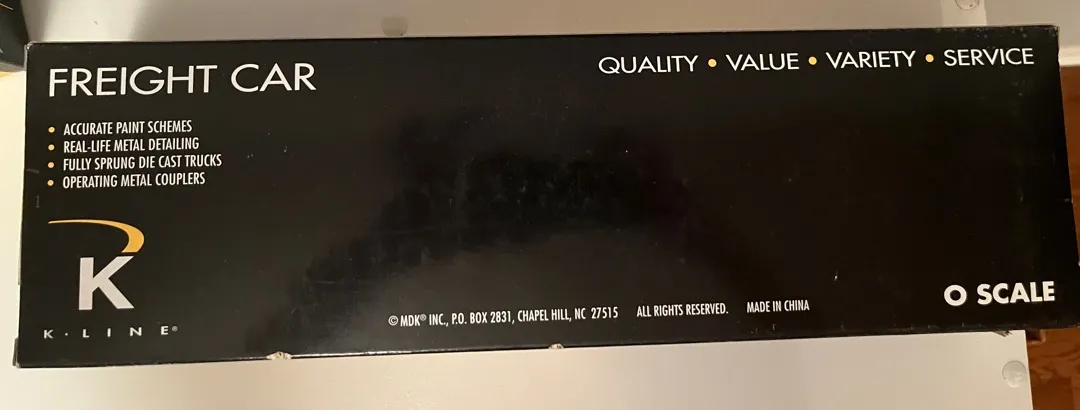 FREIGHT CAR
QUALITY • VALUE • VARIETY • SERVICE
• ACCURATE PAINT SCHEMES
• REAL-LIFE METAL DETAILING
• FULLY SPRUNG DIE CAST TRUCKS
• OPERATING METAL COUPLERS
K
K · LINE®
© MDK® INC., P.O. BOX 2831, CHAPEL HILL, NC 27515 ALL RIGHTS RESERVED. MADE IN CHINA
O SCALE